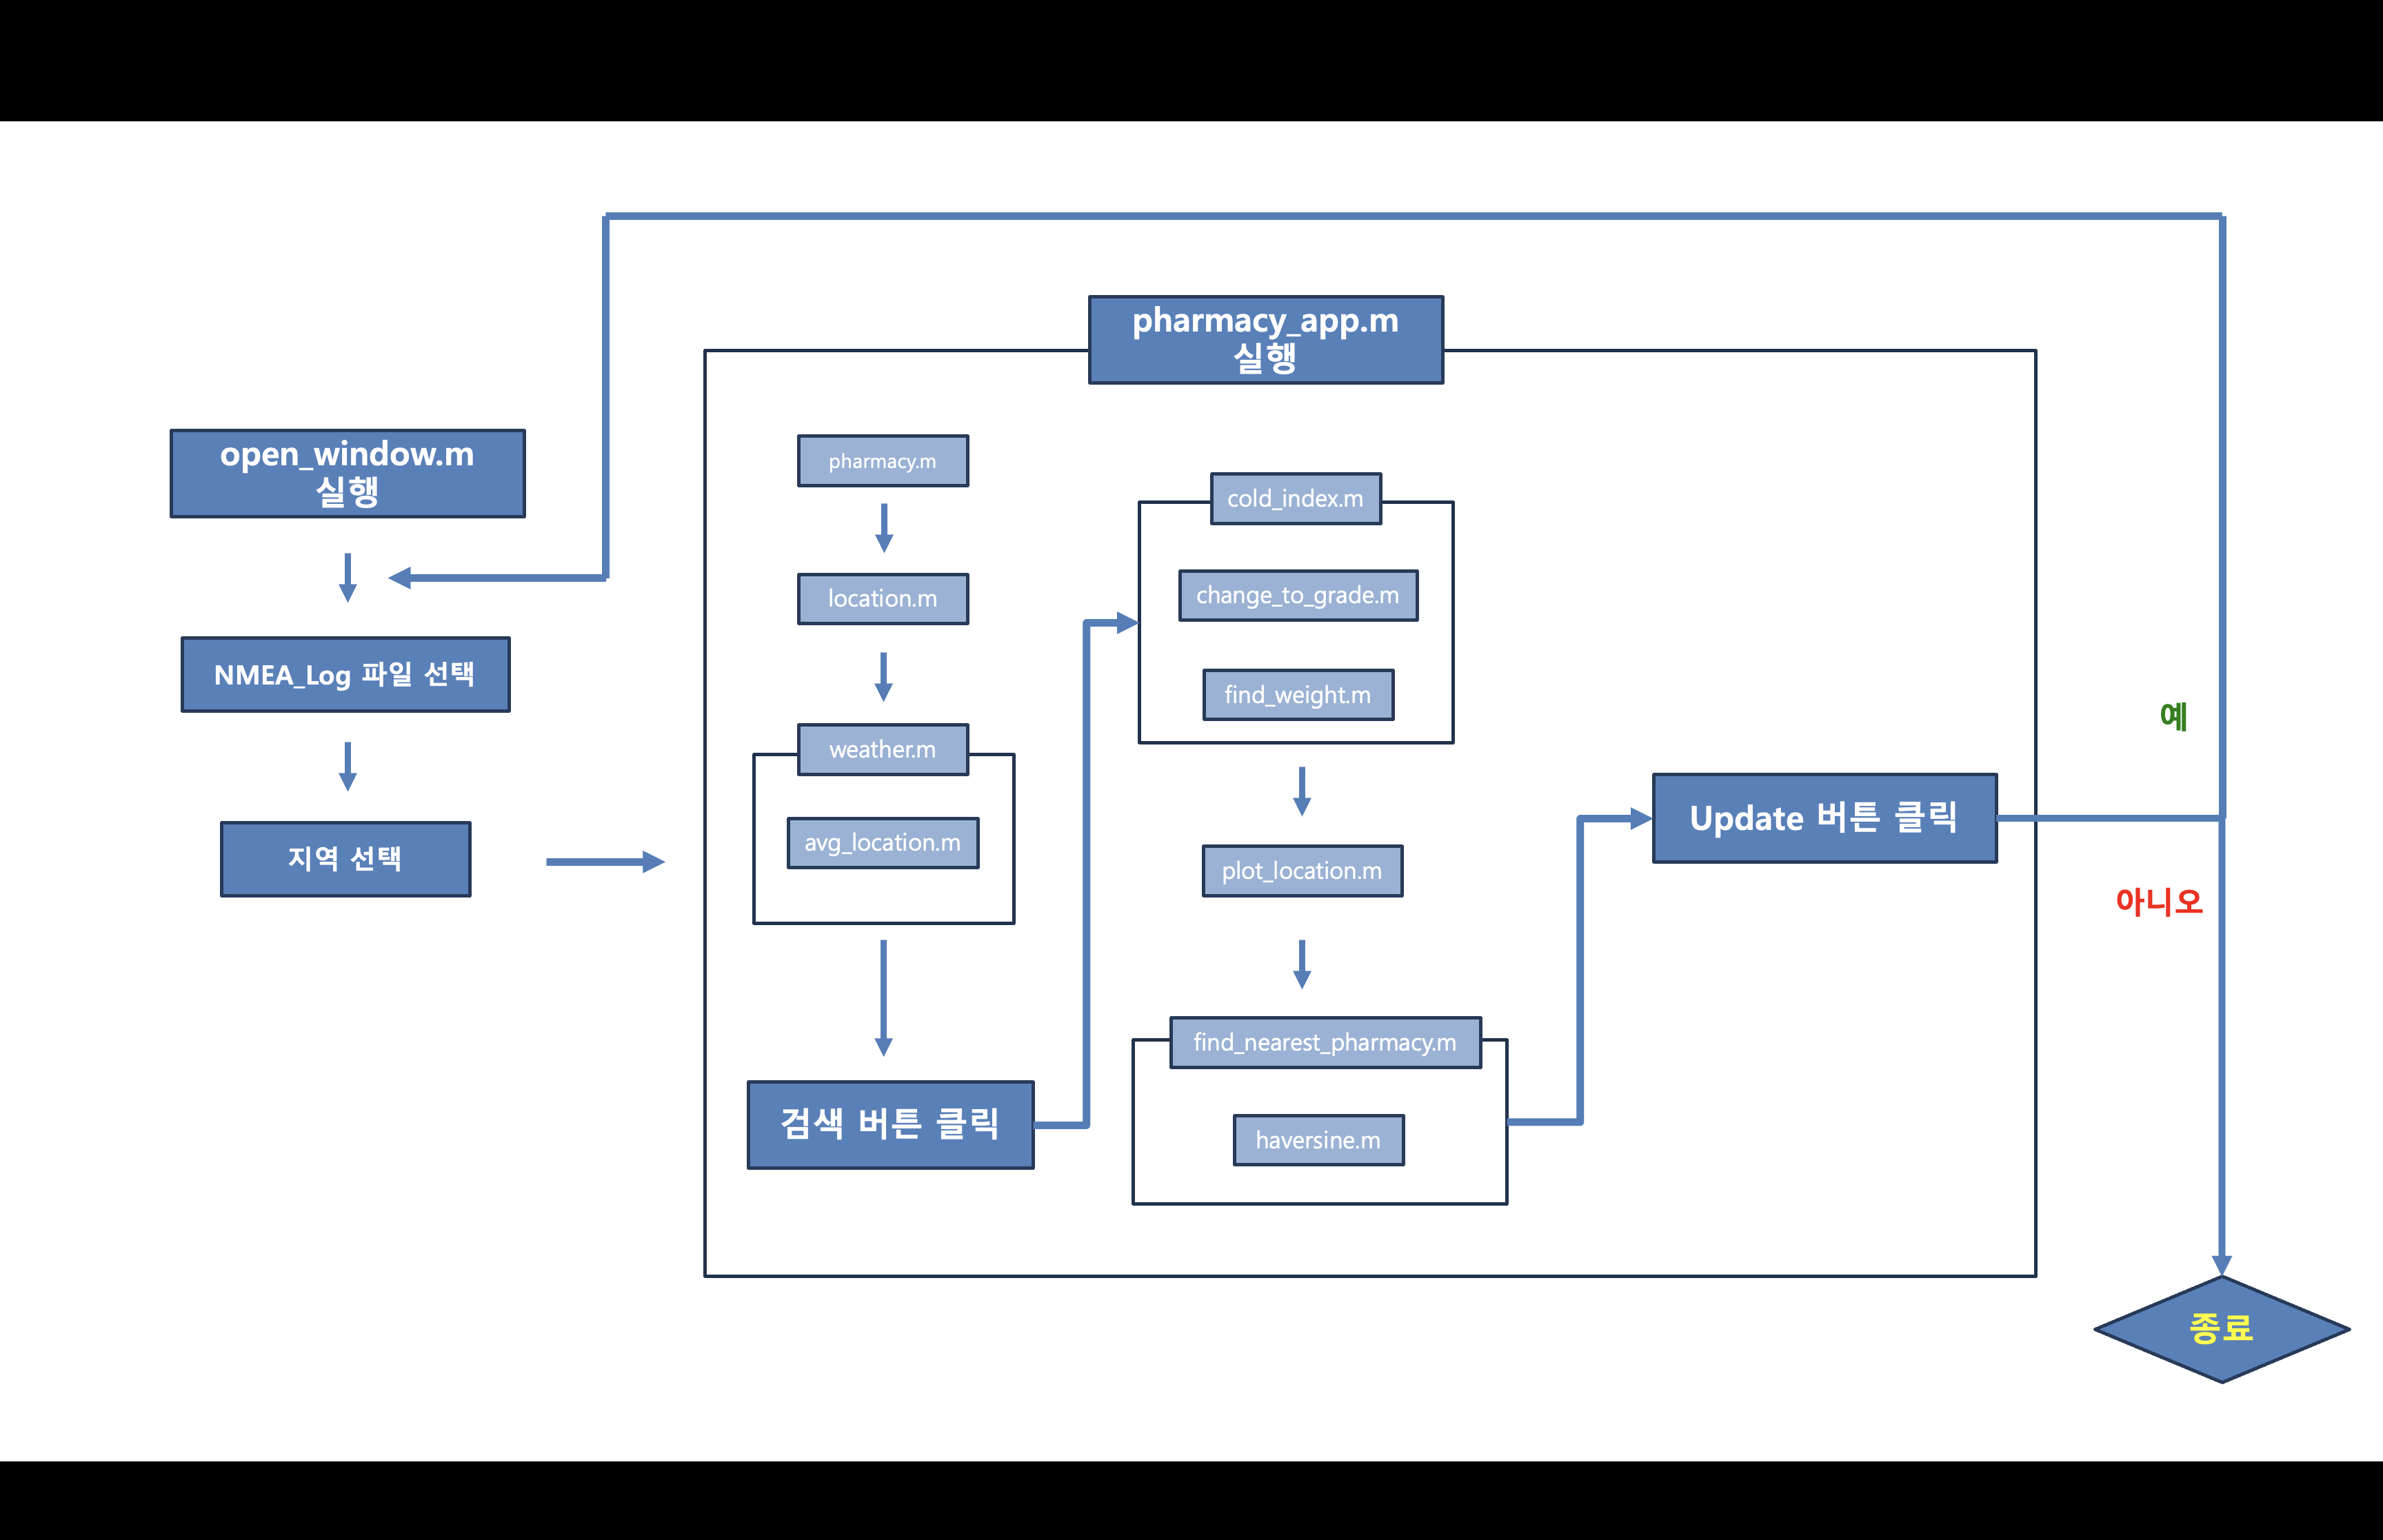 pharmacy_app.m
실행
open_window.m
실행
NMEA_Log 파일 선택
지역 선택
pharmacy.m
location.m
weather.m
avg_location.m
검색 버튼 클릭
cold_index.m
change_to_grade.m
find_weight.m
plot_location.m
find_nearest_pharmacy.m
haversine.m
Update 버튼 클릭
예
아니오
종료